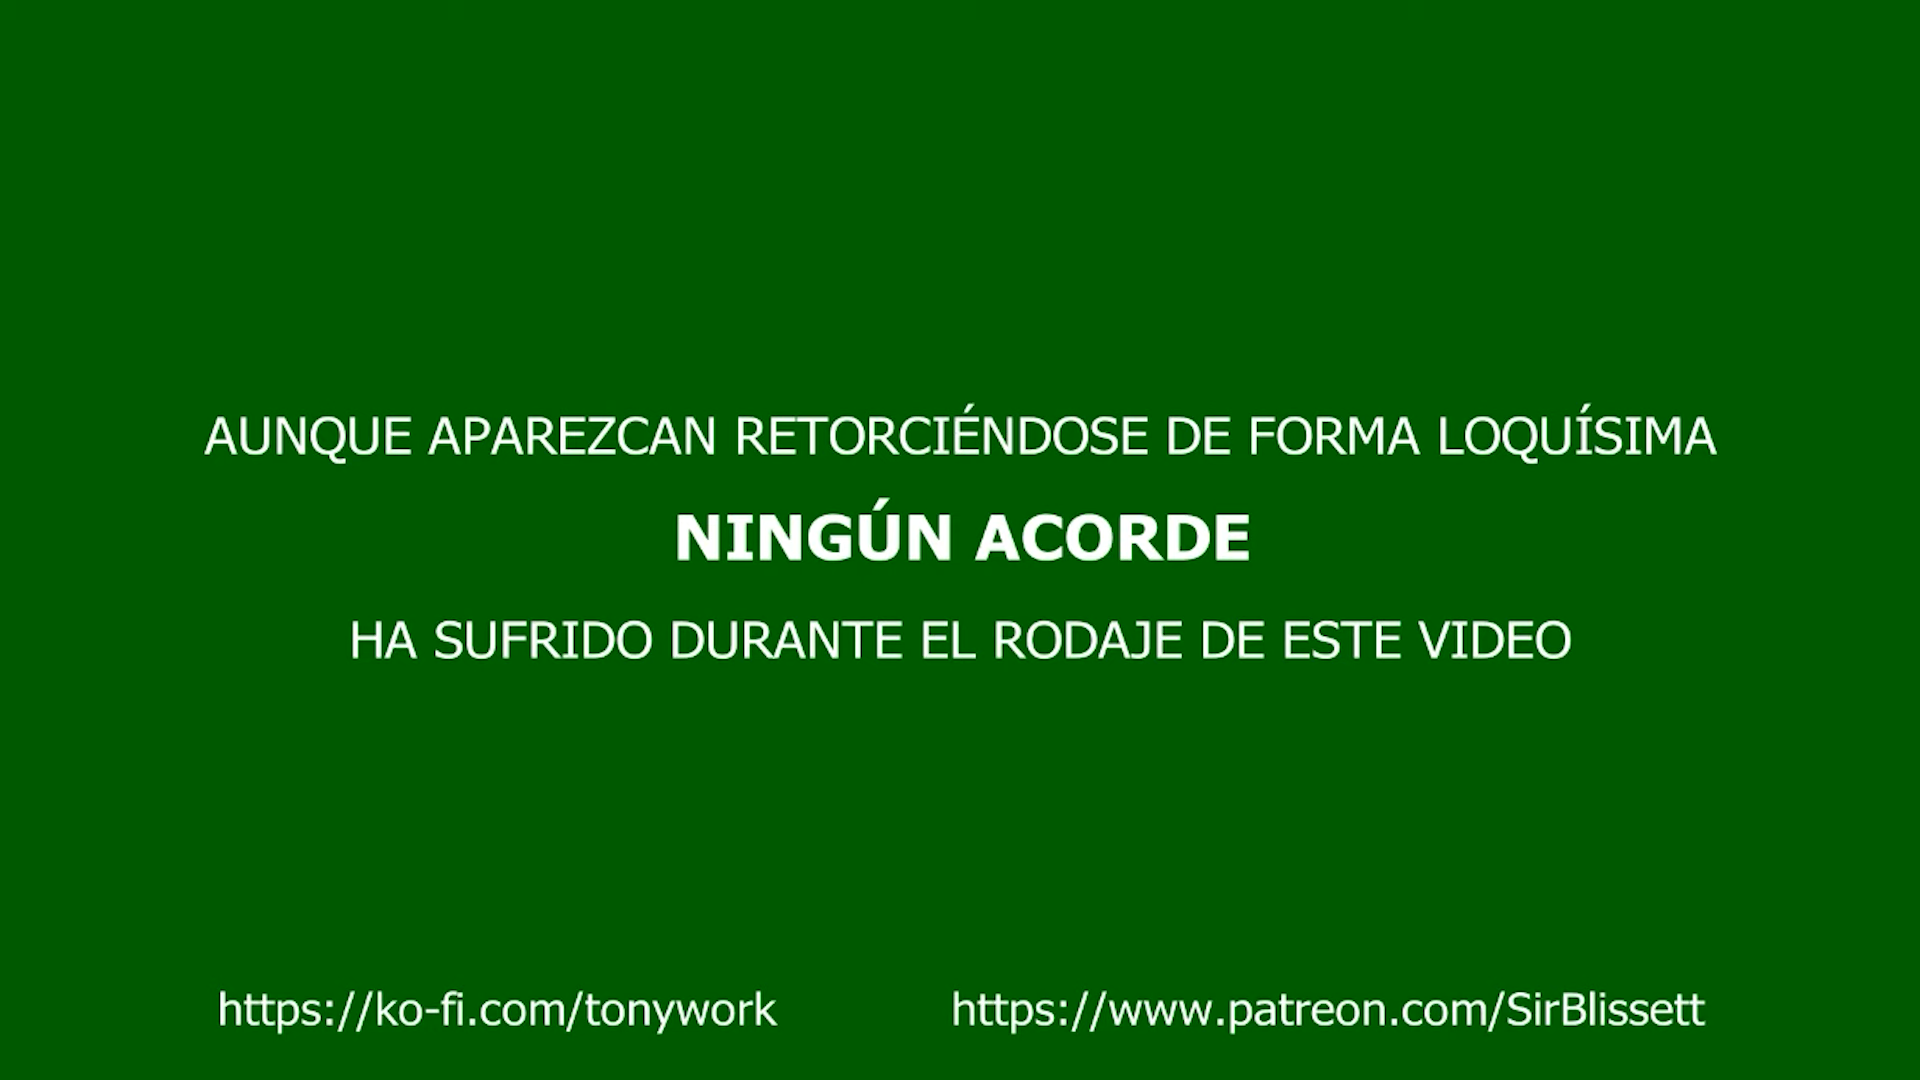 AUNQUE APAREZCAN RETORCIÉNDOSE DE FORMA LOQUÍSIMA
NINGÚN ACORDE
HA SUFRIDO DURANTE EL RODAJE DE ESTE VIDEO
https://ko-fi.com/tonywork
https://www.patreon.com/SirBlissett